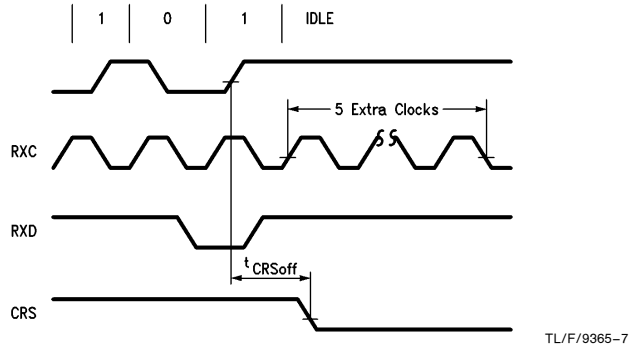 1 0 1 IDLE
5 Extra Clocks
RXC
RXD
tCRSoff
CRS
TL/F/9365–7